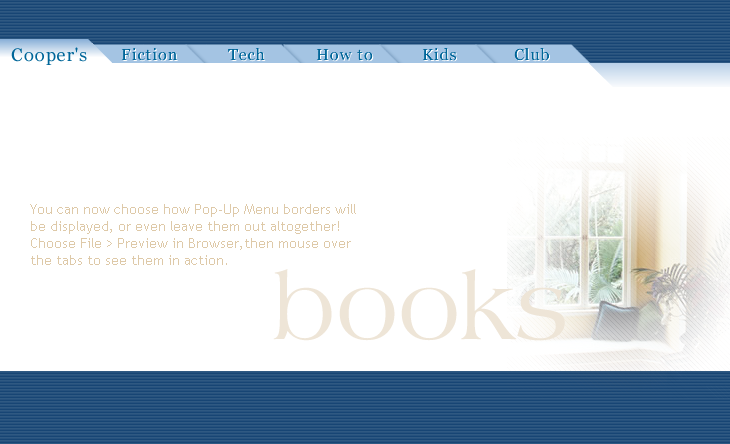 Cooper's Fiction Tech How to Kids Club
You can now choose how Pop-Up Menu borders will
be displayed, or even leave them out altogether!
Choose File > Preview in Browser,then mouse over
the tabs to see them in action.
books